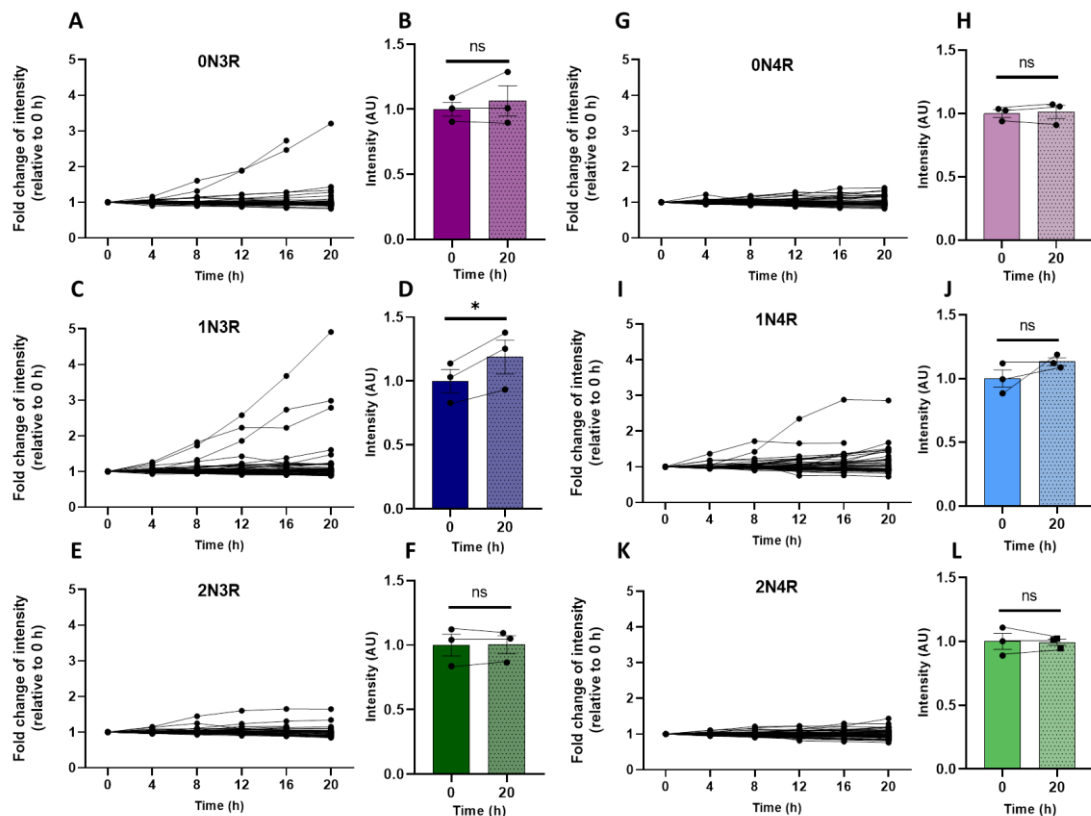 A
0N3R
Fold change of intensity
(relative to 0 h)
5
4
3
2
1
0
0 4 8 12 16 20
Time (h)
B
ns
Intensity (AU)
1.5
1.0
0.5
0.0
0 20
Time (h)
G
0N4R
Fold change of intensity
(relative to 0 h)
5
4
3
2
1
0
0 4 8 12 16 20
Time (h)
H
ns
Intensity (AU)
1.5
1.0
0.5
0.0
0 20
Time (h)
C
1N3R
Fold change of intensity
(relative to 0 h)
5
4
3
2
1
0
0 4 8 12 16 20
Time (h)
D
*
Intensity (AU)
1.5
1.0
0.5
0.0
0 20
Time (h)
I
1N4R
Fold change of intensity
(relative to 0 h)
5
4
3
2
1
0
0 4 8 12 16 20
Time (h)
J
ns
Intensity (AU)
1.5
1.0
0.5
0.0
0 20
Time (h)
E
2N3R
Fold change of intensity
(relative to 0 h)
5
4
3
2
1
0
0 4 8 12 16 20
Time (h)
F
ns
Intensity (AU)
1.5
1.0
0.5
0.0
0 20
Time (h)
K
2N4R
Fold change of intensity
(relative to 0 h)
5
4
3
2
1
0
0 4 8 12 16 20
Time (h)
L
ns
Intensity (AU)
1.5
1.0
0.5
0.0
0 20
Time (h)